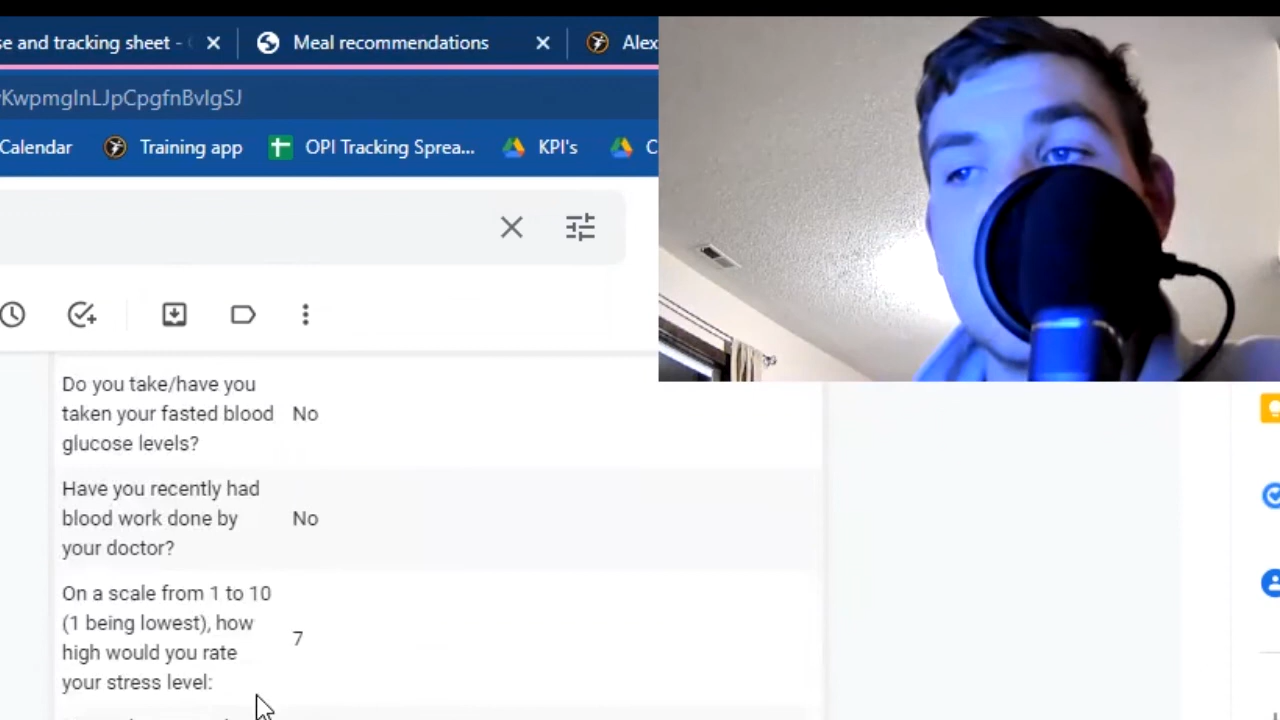 se and tracking sheet -
Meal recommendations
Alex
KwpmgInLJpCpgfnBvIgSJ
Calendar
Training app
OPI Tracking Sprea...
KPI's
C
Do you take/have you
taken your fasted blood
glucose levels?
No
Have you recently had
blood work done by
your doctor?
No
On a scale from 1 to 10
(1 being lowest), how
high would you rate
your stress level:
7